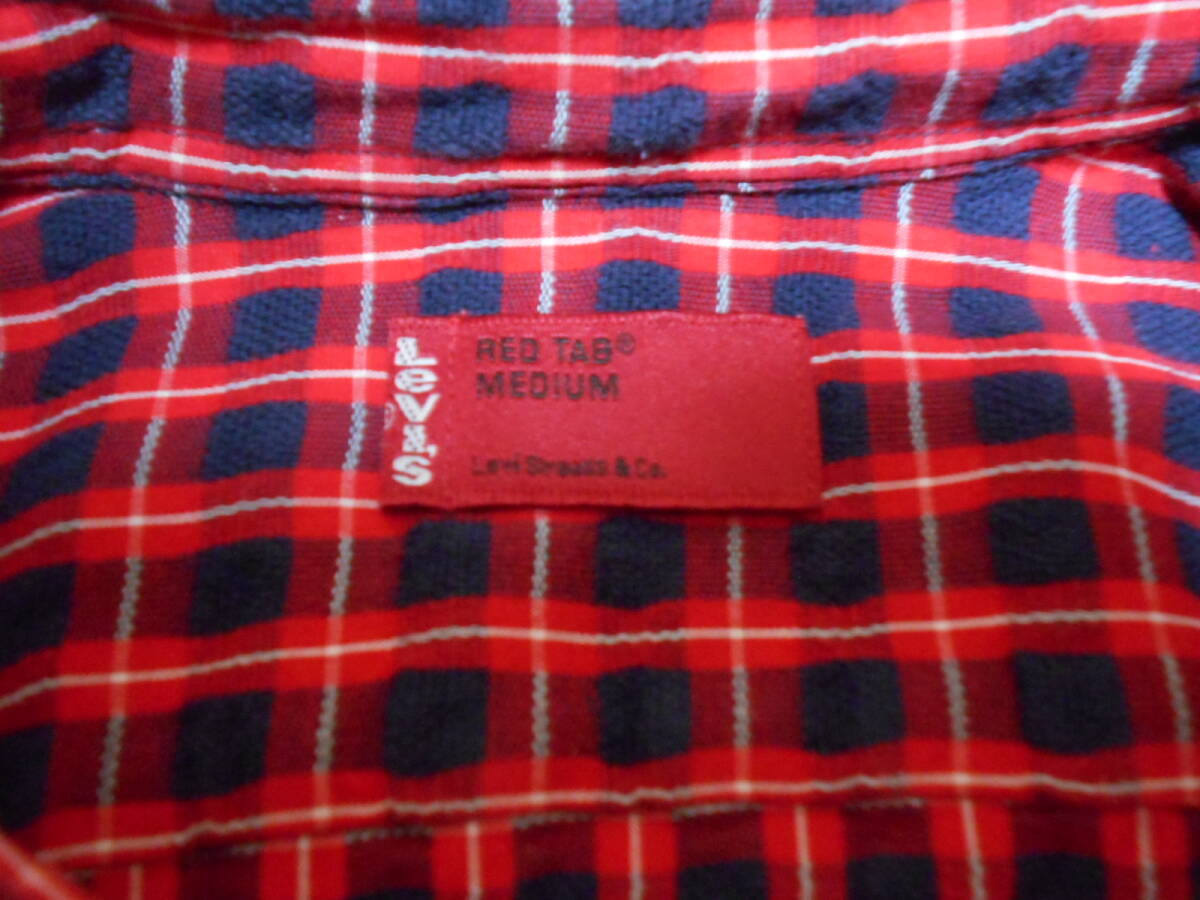 LEVI'S
®
RED TAB®
MEDIUM
Levi Strauss & Co.